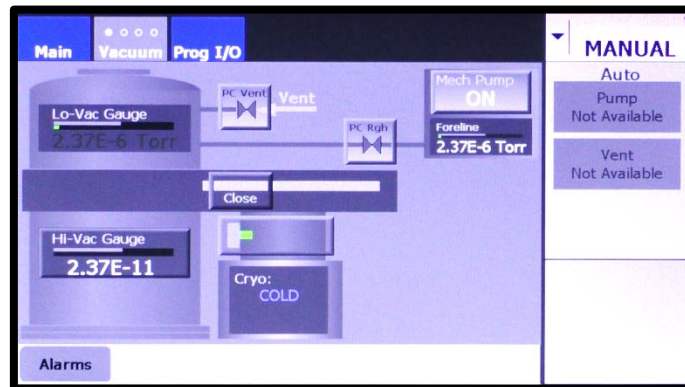 Main
Vacuum
Prog I/O
MANUAL
Auto
Pump
Not Available
Vent
Not Available
PC Vent
Vent
Mech Pump
ON
Lo-Vac Gauge
2.37E-6 Torr
PC Rgh
Foreline
2.37E-6 Torr
Close
Hi-Vac Gauge
2.37E-11
Cryo:
COLD
Alarms